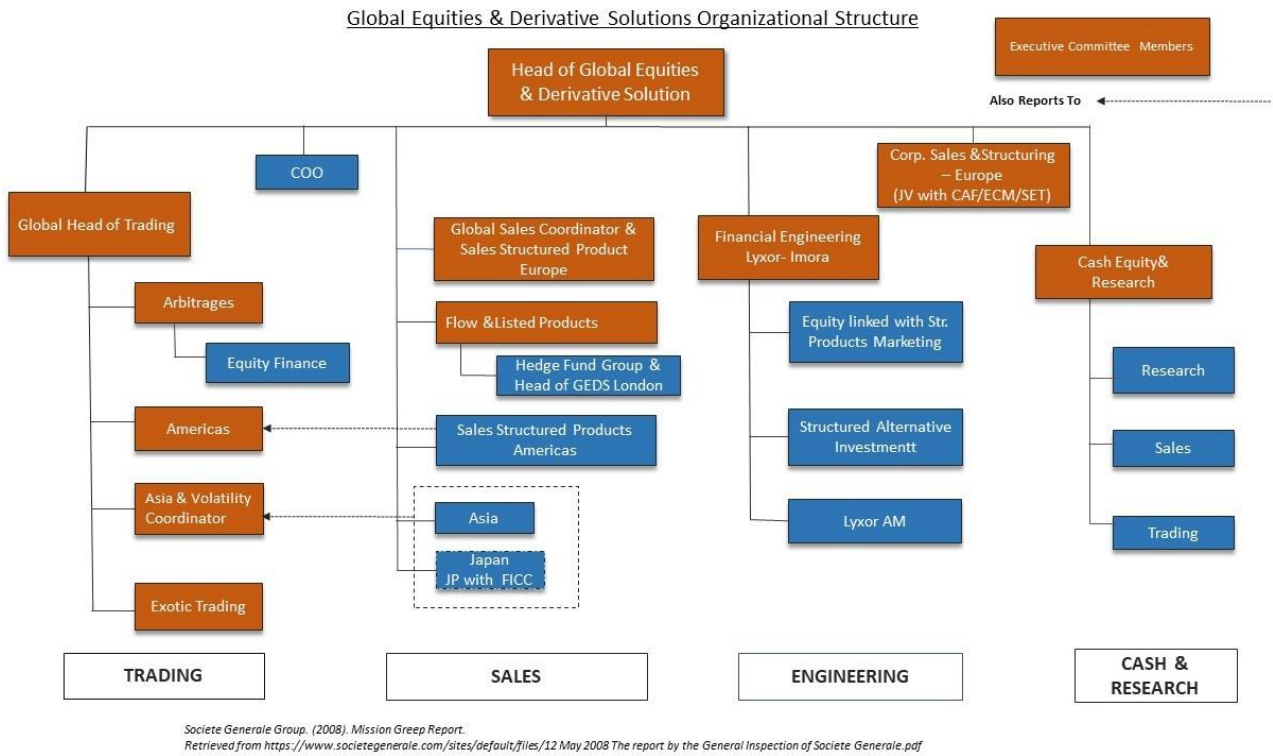 Global Equities & Derivative Solutions Organizational Structure
Executive Committee Members
Also Reports To
Head of Global Equities
& Derivative Solution
COO
Corp. Sales &Structuring
– Europe
(JV with CAF/ECM/SET)
Global Head of Trading
Arbitrages
Equity Finance
Americas
Asia & Volatility
Coordinator
Exotic Trading
Global Sales Coordinator &
Sales Structured Product
Europe
Flow &Listed Products
Hedge Fund Group &
Head of GEDS London
Sales Structured Products
Americas
Asia
Japan
JP with FICC
Financial Engineering
Lyxor- Imora
Equity linked with Str.
Products Marketing
Structured Alternative
Investmentt
Lyxor AM
Cash Equity&
Research
Research
Sales
Trading
TRADING
SALES
ENGINEERING
CASH &
RESEARCH
Societe Generale Group. (2008). Mission Greep Report.
Retrieved from https://www.societegenerale.com/sites/default/files/12 May 2008 The report by the General Inspection of Societe Generale.pdf